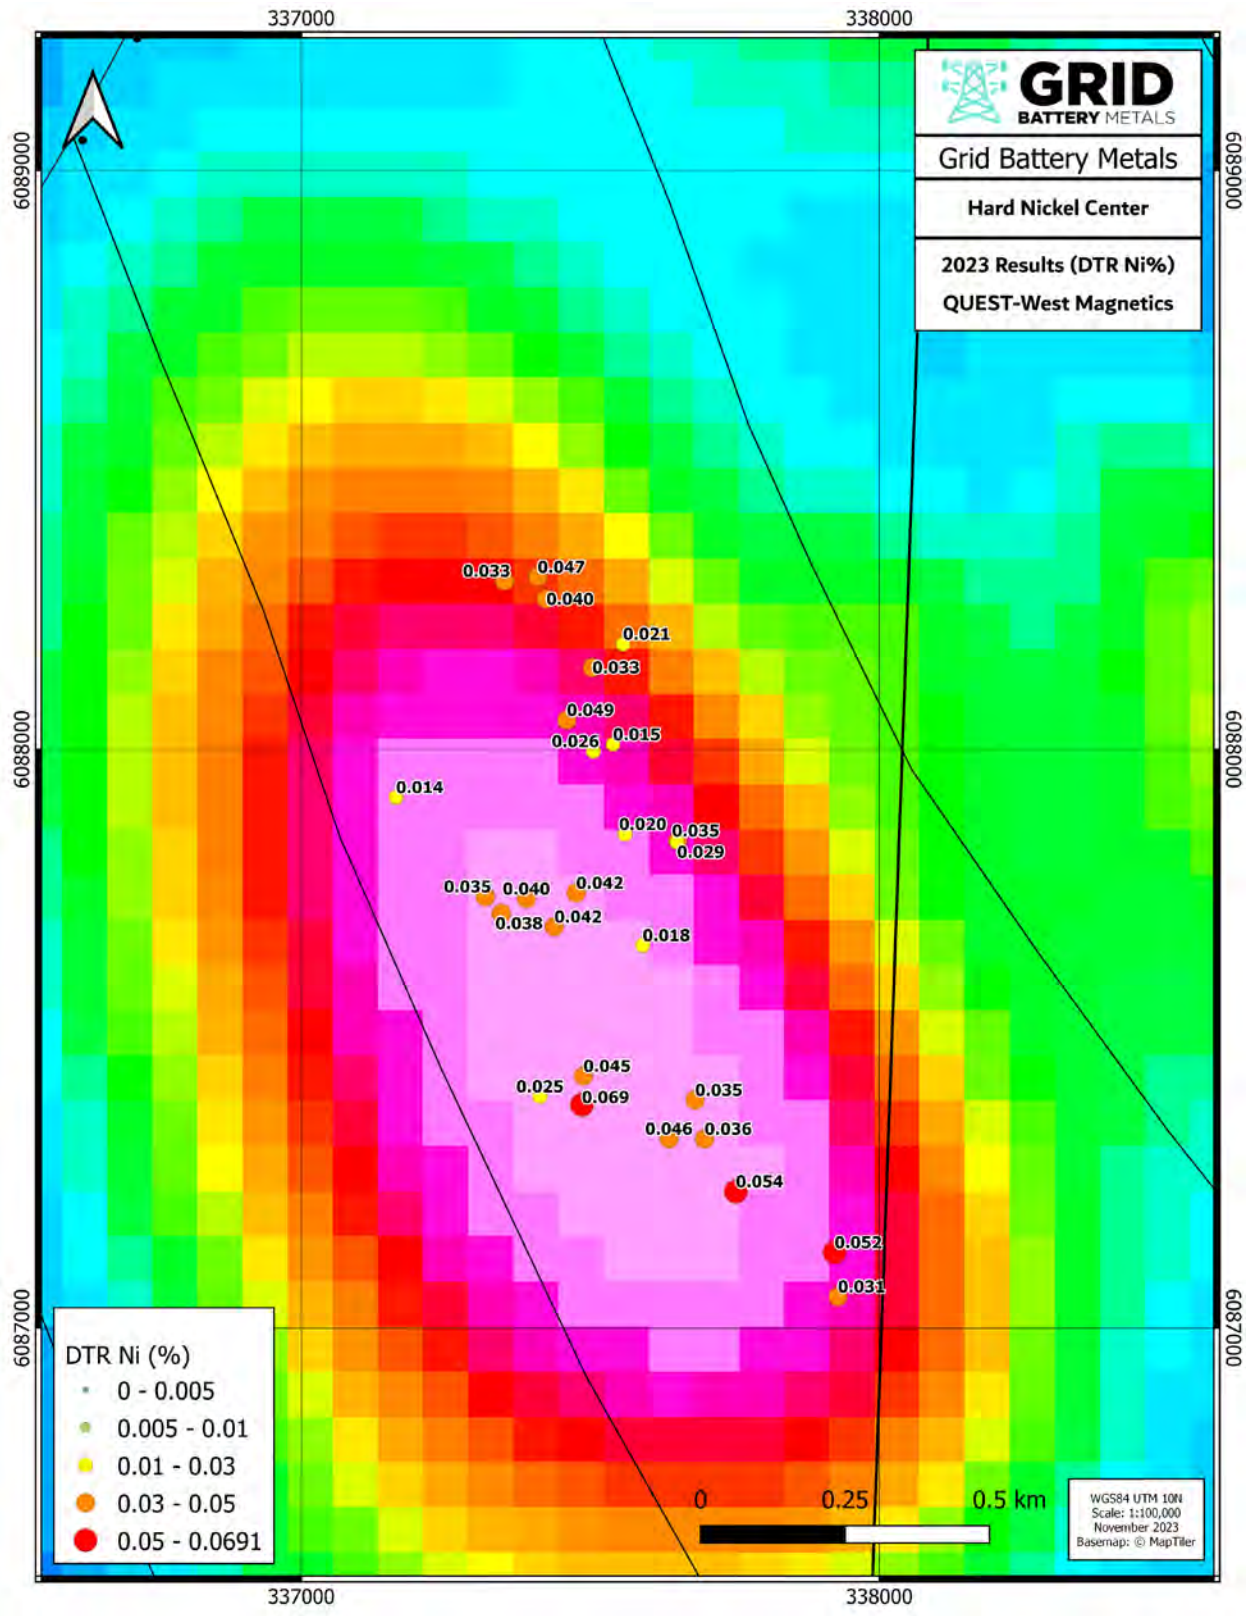 337000
338000
GRID
BATTERY METALS
Grid Battery Metals
Hard Nickel Center
2023 Results (DTR Ni%)
QUEST-West Magnetics
6089000
6089000
0.033
0.047
0.040
0.021
0.033
0.049
0.015
0.026
6088000
6088000
0.014
0.020
0.035
0.029
0.035
0.040
0.042
0.038
0.042
0.018
0.045
0.025
0.069
0.035
0.046
0.036
0.054
0.052
0.031
6087000
6087000
DTR Ni (%)
0 - 0.005
0.005 - 0.01
0.01 - 0.03
0.03 - 0.05
0.05 - 0.0691
0 0.25 0.5 km
WGS84 UTM 10N
Scale: 1:100,000
November 2023
Basemap: © MapTiler
337000
338000